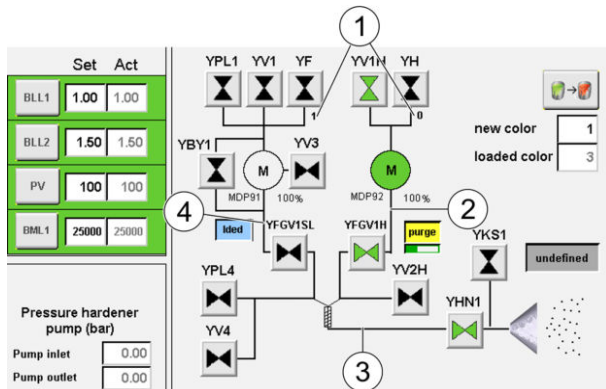 Set Act
BLL1 1.00 1.00
BLL2 1.50 1.50
PV 100 100
BML1 25000 25000
Pressure hardener
pump (bar)
Pump inlet 0.00
Pump outlet 0.00
1
YPL1 YV1 YF YV1H YH
1 0
YBY1 YV3
M M
MDP91 100% MDP92 100%
4 2
lded YFGV1SL YFGV1H purge
YKS1
YPL4 YV2H
undefined
YV4 YHN1
3
new color 1
loaded color 3